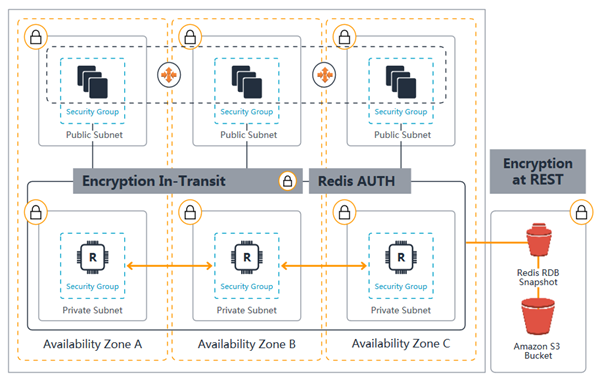 Security Group
Security Group
Security Group
Public Subnet
Public Subnet
Public Subnet
Encryption In-Transit
Redis AUTH
Encryption
at REST
R
R
R
Security Group
Security Group
Security Group
Private Subnet
Private Subnet
Private Subnet
Redis RDB
Snapshot
Amazon S3
Bucket
Availability Zone A
Availability Zone B
Availability Zone C